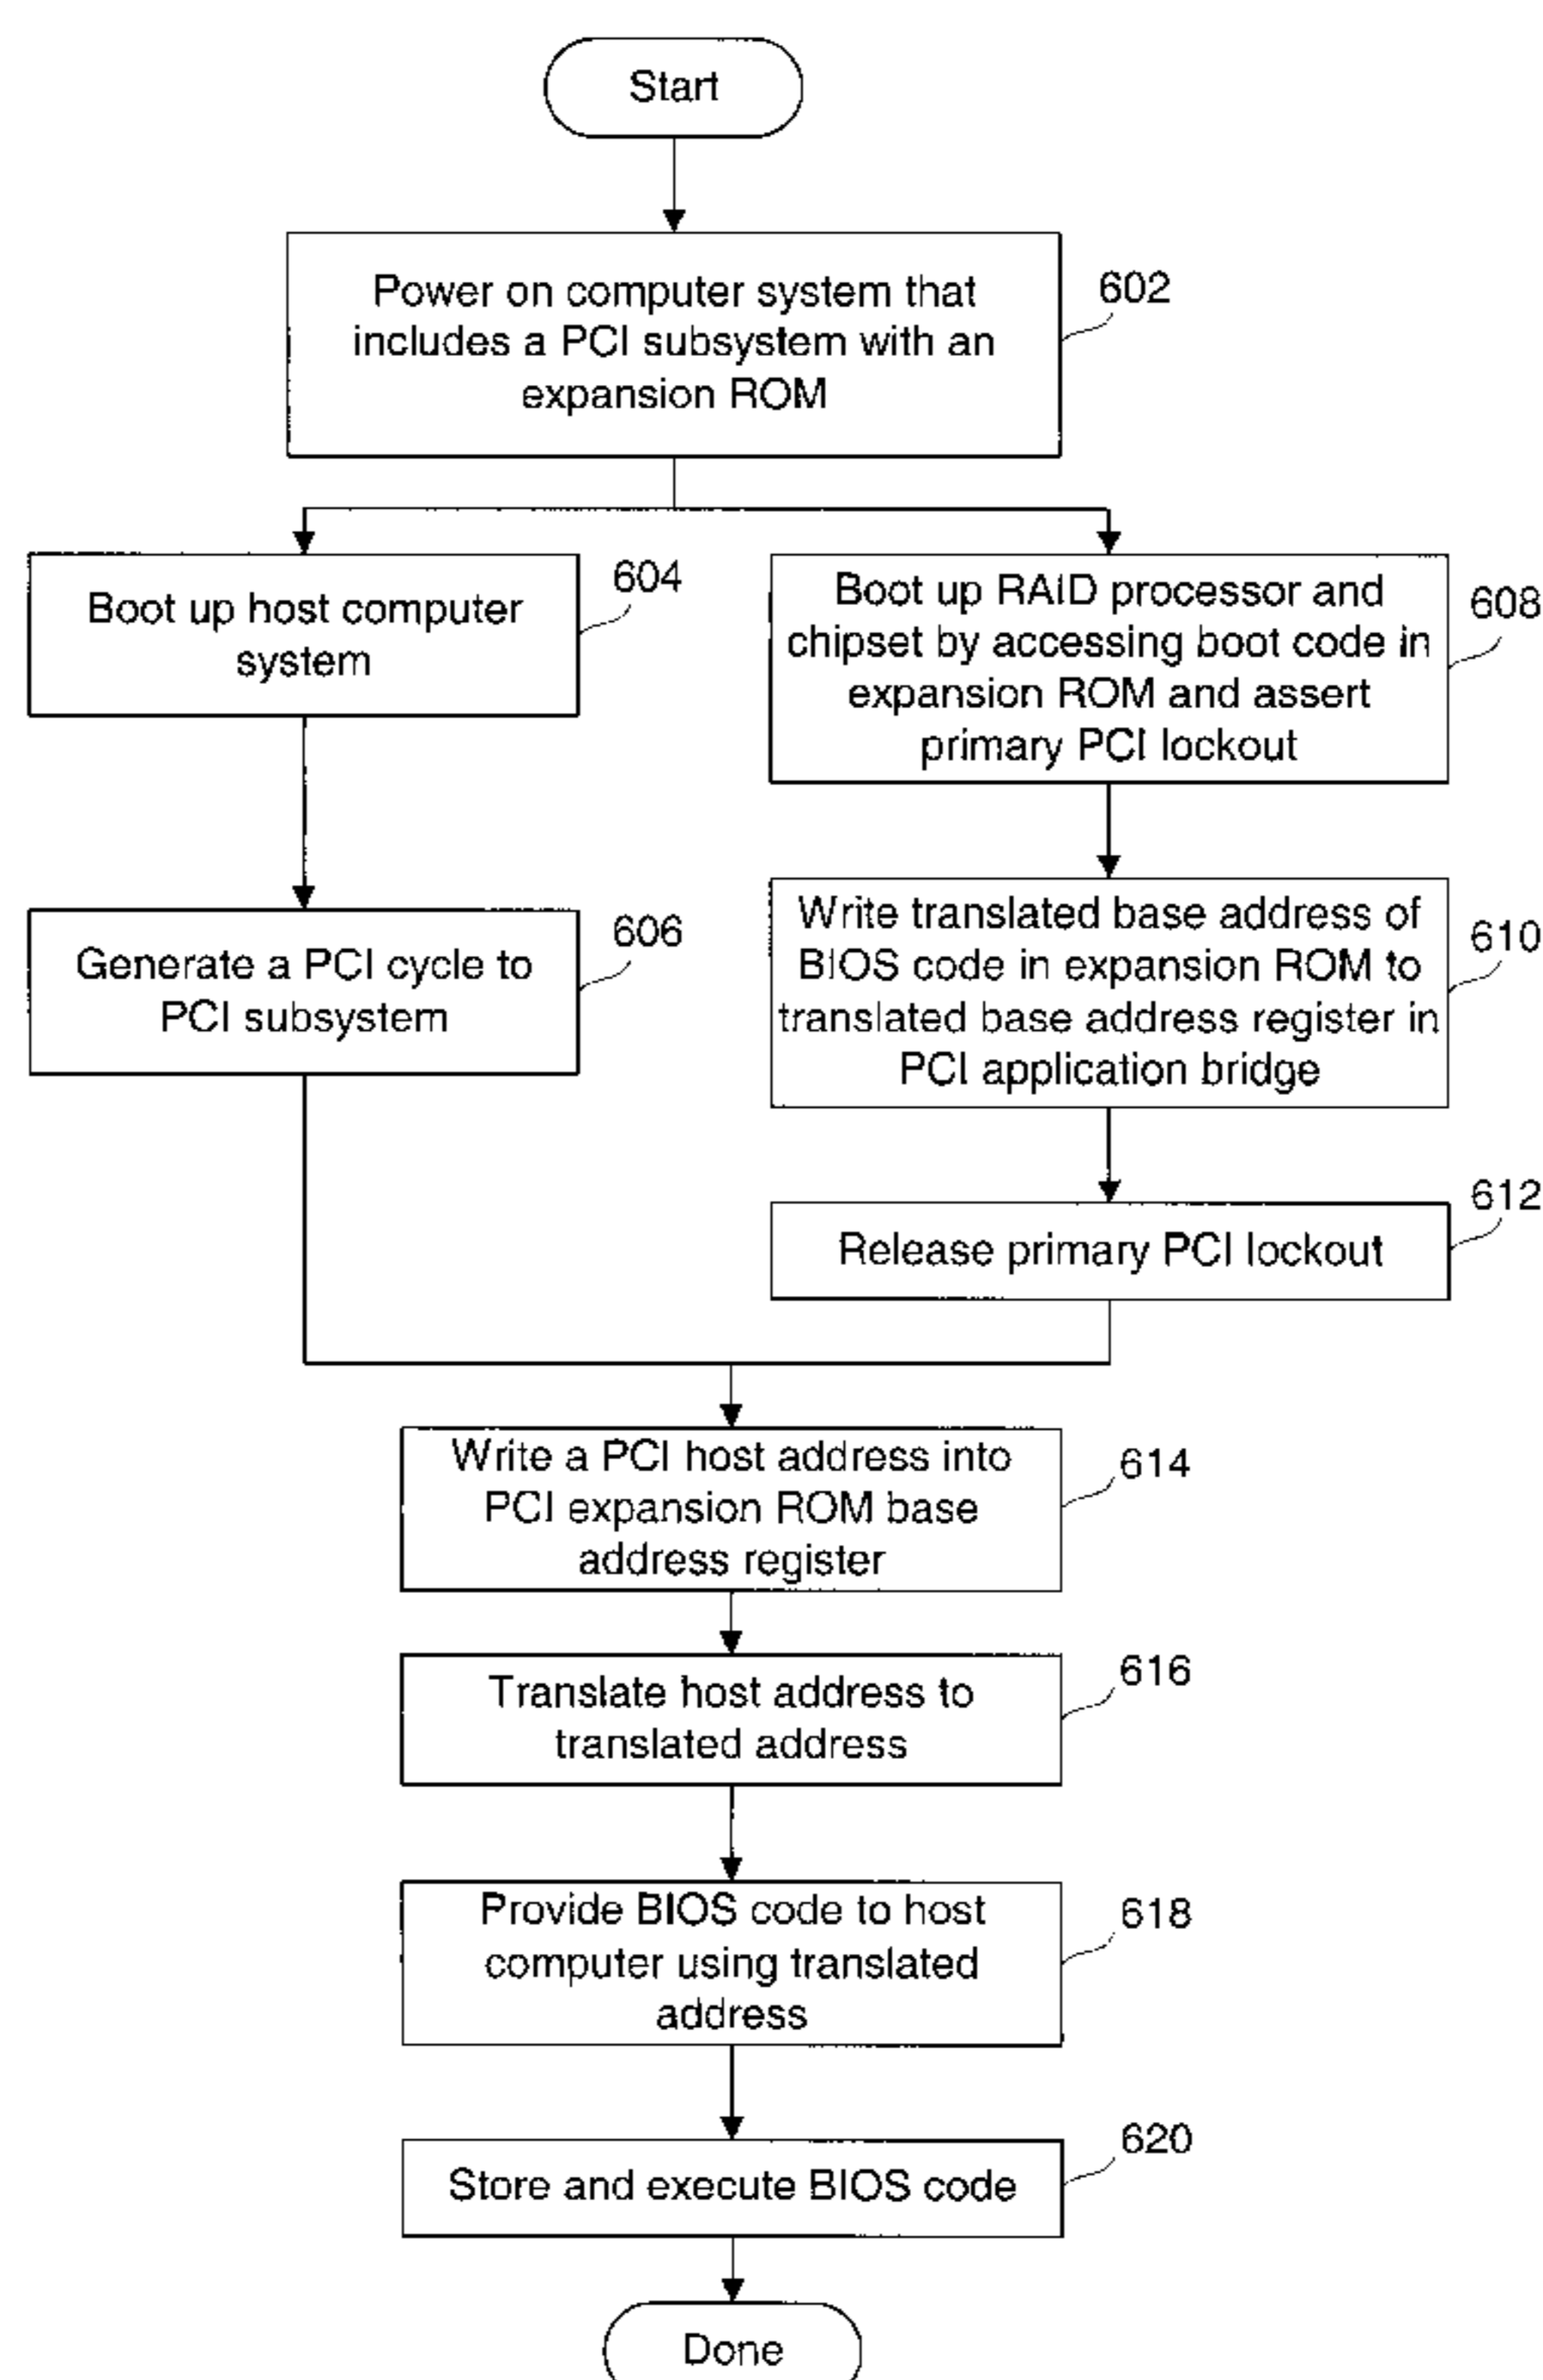 Start
Power on computer system that
includes a PCI subsystem with an
expansion ROM
602
Boot up host computer
system
604
Generate a PCI cycle to
PCI subsystem
606
Boot up RAID processor and
chipset by accessing boot code in
expansion ROM and assert
primary PCI lockout
608
Write translated base address of
BIOS code in expansion ROM to
translated base address register in
PCI application bridge
610
Release primary PCI lockout
612
Write a PCI host address into
PCI expansion ROM base
address register
614
Translate host address to
translated address
616
Provide BIOS code to host
computer using translated
address
618
Store and execute BIOS code
620
Done